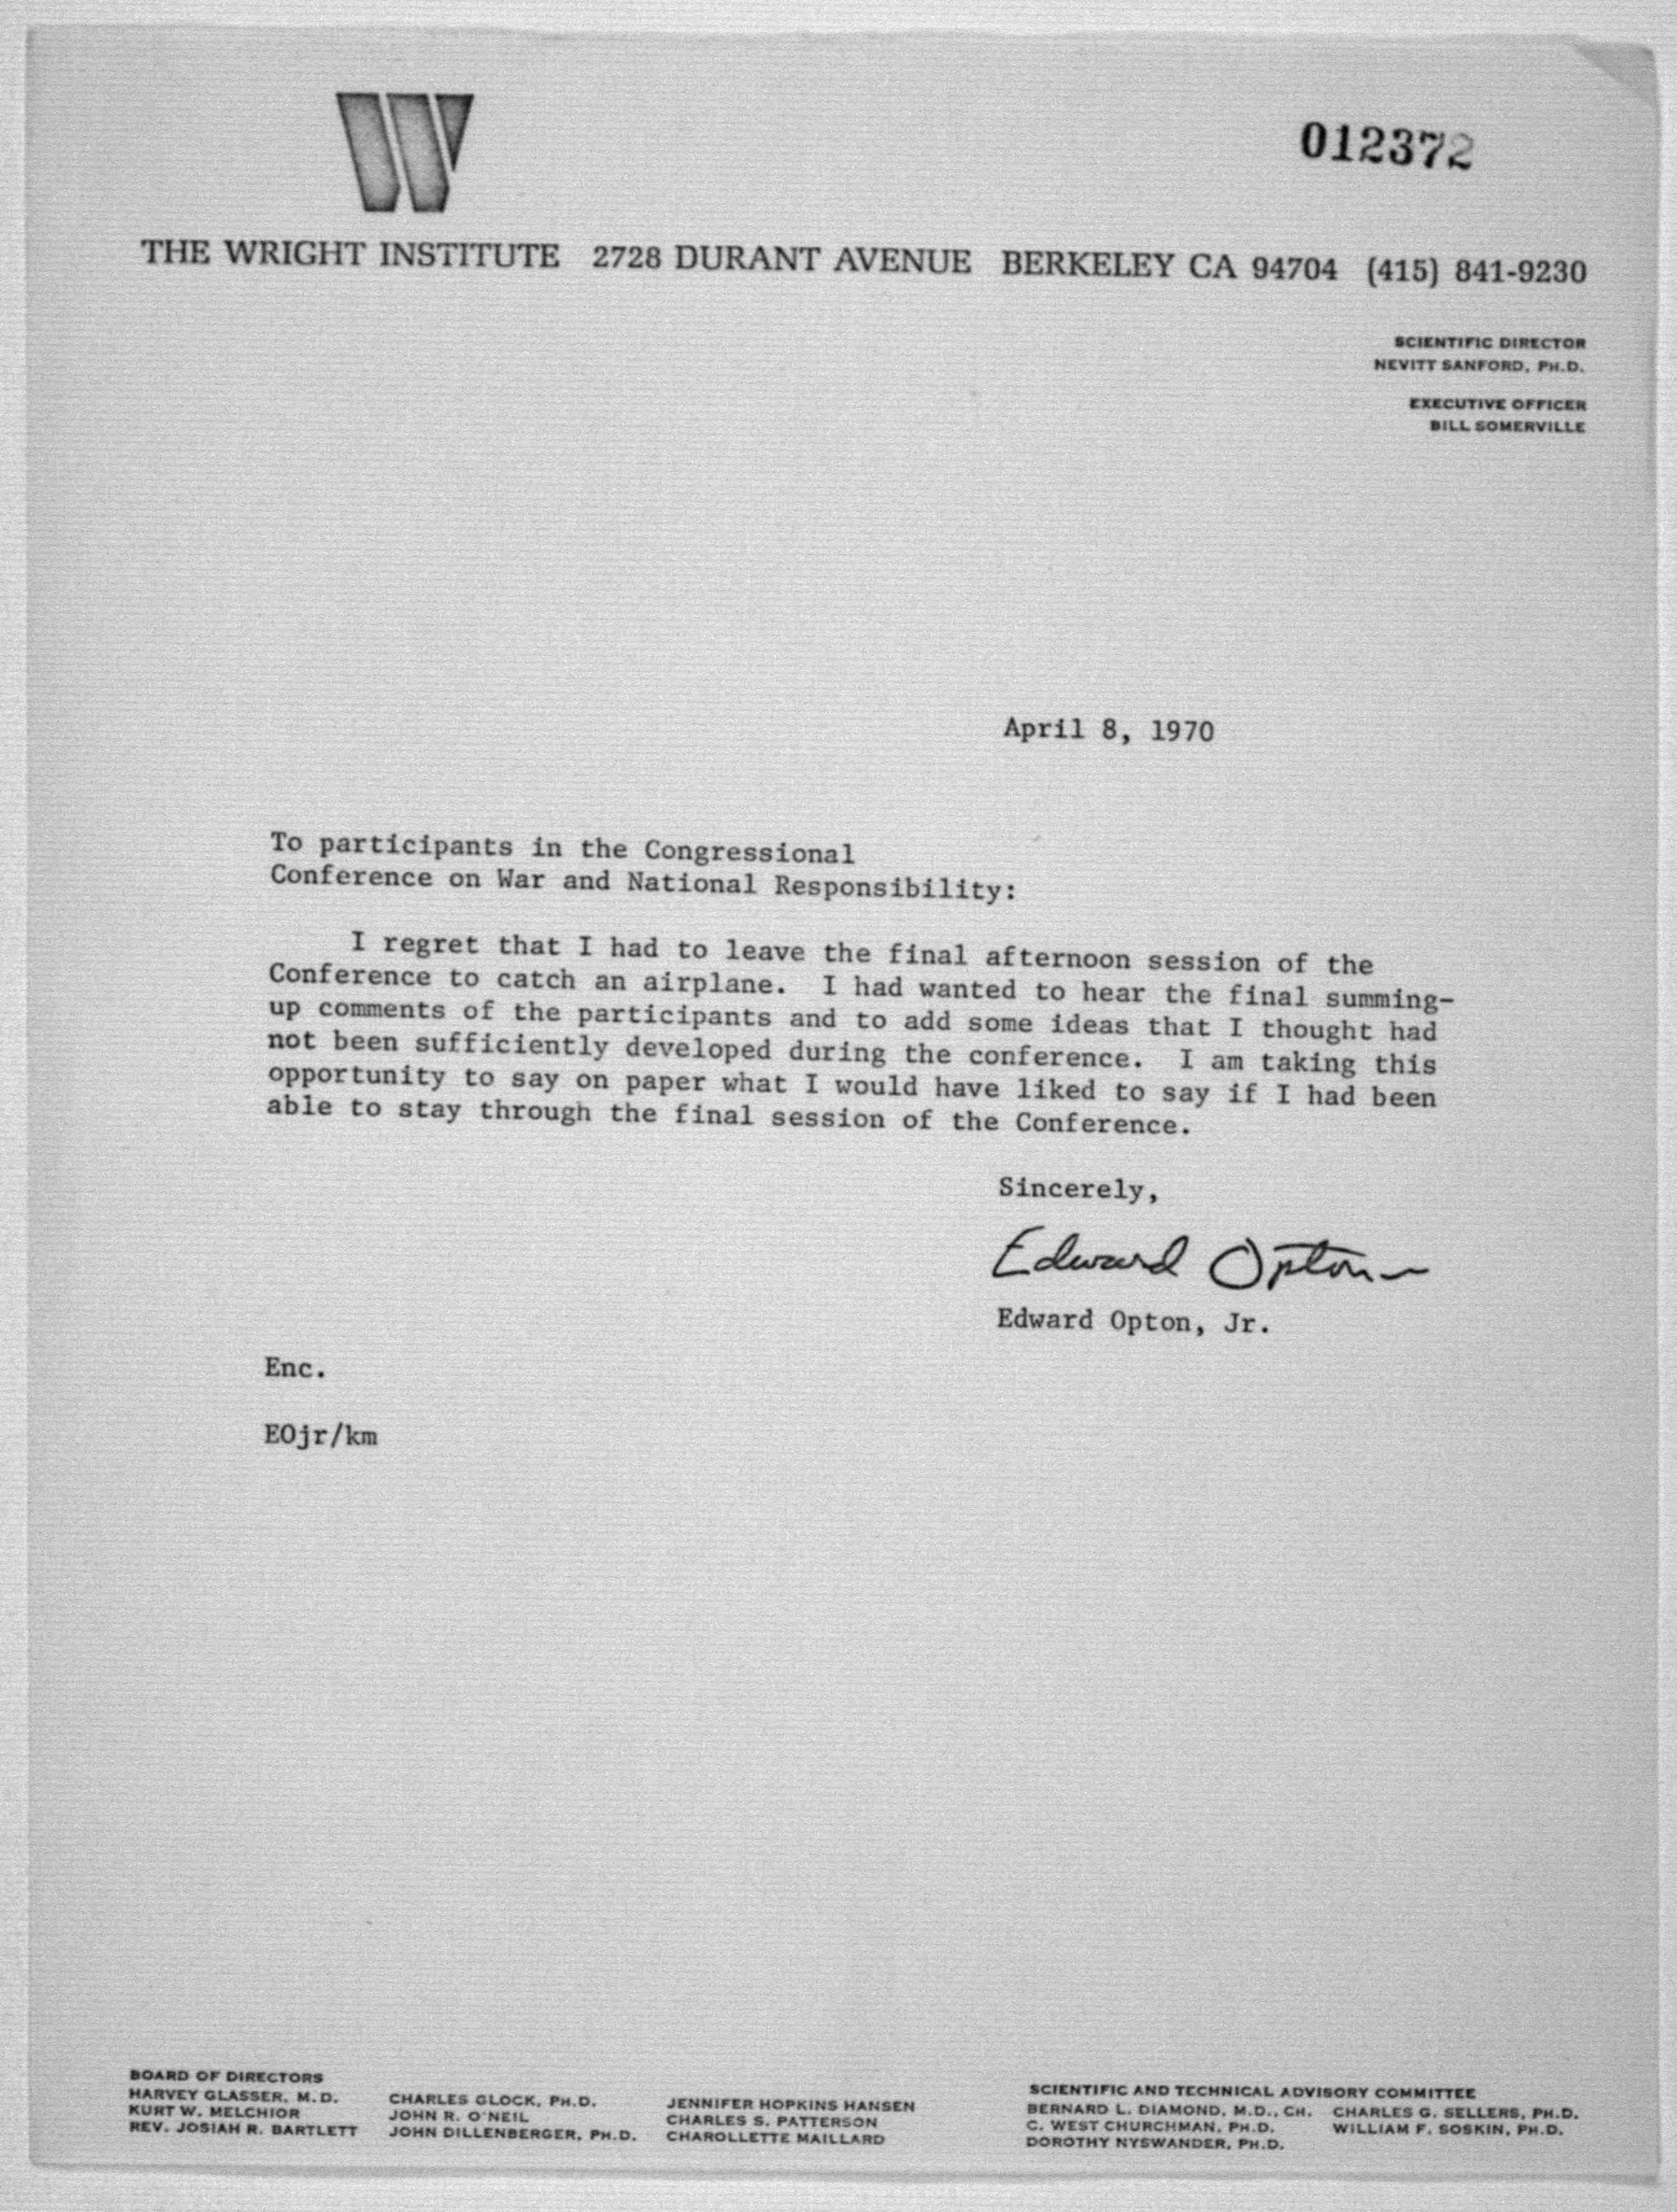 W
012372
THE WRIGHT INSTITUTE 2728 DURANT AVENUE BERKELEY CA 94704 (415) 841-9230
SCIENTIFIC DIRECTOR
NEVITT SANFORD, PH.D.
EXECUTIVE OFFICER
BILL SOMERVILLE
April 8, 1970
To participants in the Congressional
Conference on War and National Responsibility:
I regret that I had to leave the final afternoon session of the
Conference to catch an airplane. I had wanted to hear the final summing-
up comments of the participants and to add some ideas that I thought had
not been sufficiently developed during the conference. I am taking this
opportunity to say on paper what I would have liked to say if I had been
able to stay through the final session of the Conference.
Sincerely,
Edward Opton
Edward Opton, Jr.
Enc.
EOjr/km
BOARD OF DIRECTORS
HARVEY GLASSER, M.D.
KURT W. MELCHIOR
REV. JOSIAH R. BARTLETT
CHARLES GLOCK, PH.D.
JOHN R. O'NEIL
JOHN DILLENBERGER, PH.D.
JENNIFER HOPKINS HANSEN
CHARLES S. PATTERSON
CHAROLLETTE MAILLARD
SCIENTIFIC AND TECHNICAL ADVISORY COMMITTEE
BERNARD L. DIAMOND, M.D., CH.
C. WEST CHURCHMAN, PH.D.
DOROTHY NYSWANDER, PH.D.
CHARLES G. SELLERS, PH.D.
WILLIAM F. SOSKIN, PH.D.